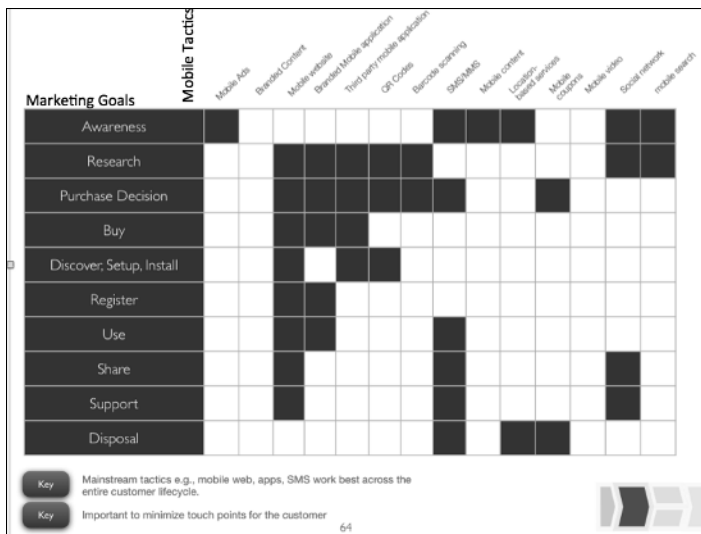 Mobile Tactics
Marketing Goals
Mobile Ads
Branded Content
Mobile website
Branded Mobile application
Third party mobile application
QR Codes
Barcode scanning
SMS/MMS
Mobile content
Location-
based services
Mobile
coupons
Mobile video
Social network
mobile search
Awareness
Research
Purchase Decision
Buy
Discover, Setup, Install
Register
Use
Share
Support
Disposal
Key
Mainstream tactics e.g., mobile web, apps, SMS work best across the
entire customer lifecycle.
Key
Important to minimize touch points for the customer
64